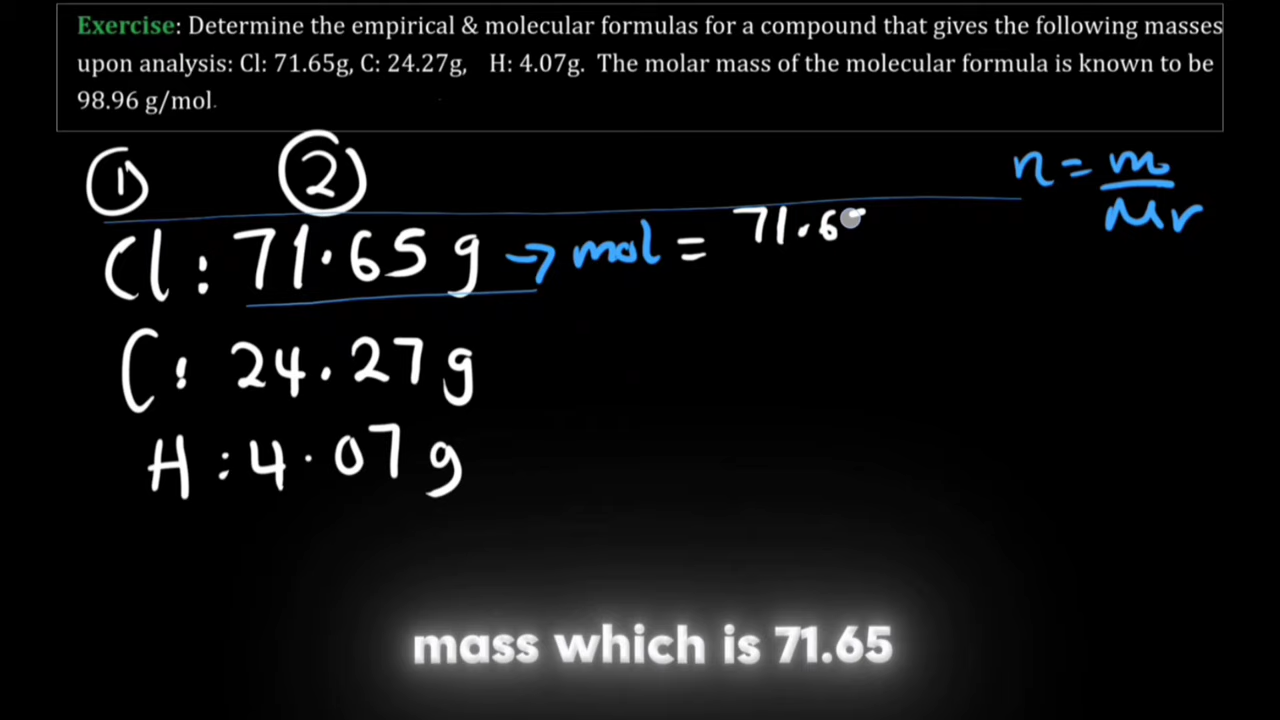 Exercise: Determine the empirical & molecular formulas for a compound that gives the following masses
upon analysis: Cl: 71.65g, C: 24.27g, H: 4.07g. The molar mass of the molecular formula is known to be
98.96 g/mol.
① ② n = m/Mr
Cl : 71.65 g → mol = 71.65
C : 24.27 g
H : 4.07 g
mass which is 71.65